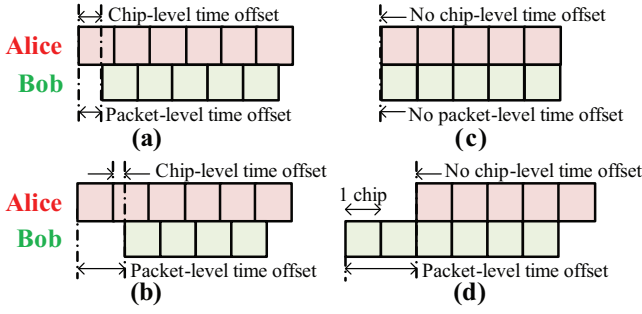 Chip-level time offset
No chip-level time offset
Alice
Bob
Packet-level time offset
No packet-level time offset
(a)
(c)
Chip-level time offset
No chip-level time offset
Alice
1 chip
Bob
Packet-level time offset
Packet-level time offset
(b)
(d)